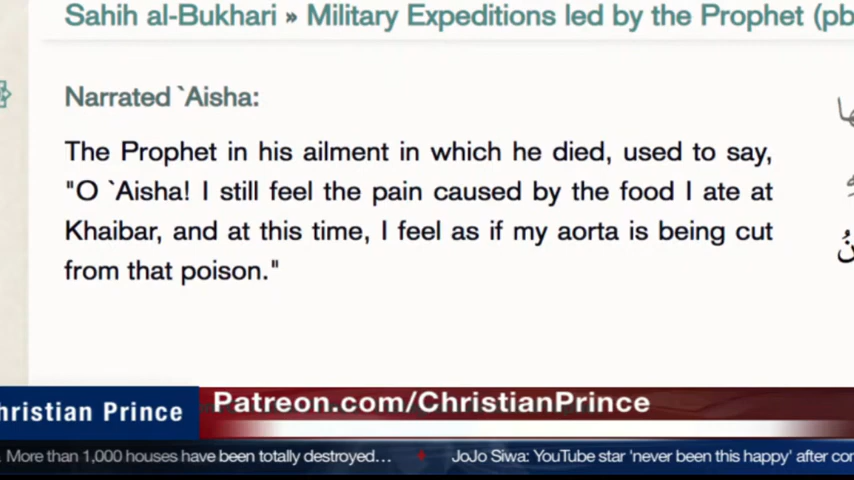 Sahih al-Bukhari » Military Expeditions led by the Prophet (pb
Narrated `Aisha:
The Prophet in his ailment in which he died, used to say,
"O `Aisha! I still feel the pain caused by the food I ate at
Khaibar, and at this time, I feel as if my aorta is being cut
from that poison."
hristian Prince
Patreon.com/ChristianPrince
. More than 1,000 houses have been totally destroyed... JoJo Siwa: YouTube star 'never been this happy' after con